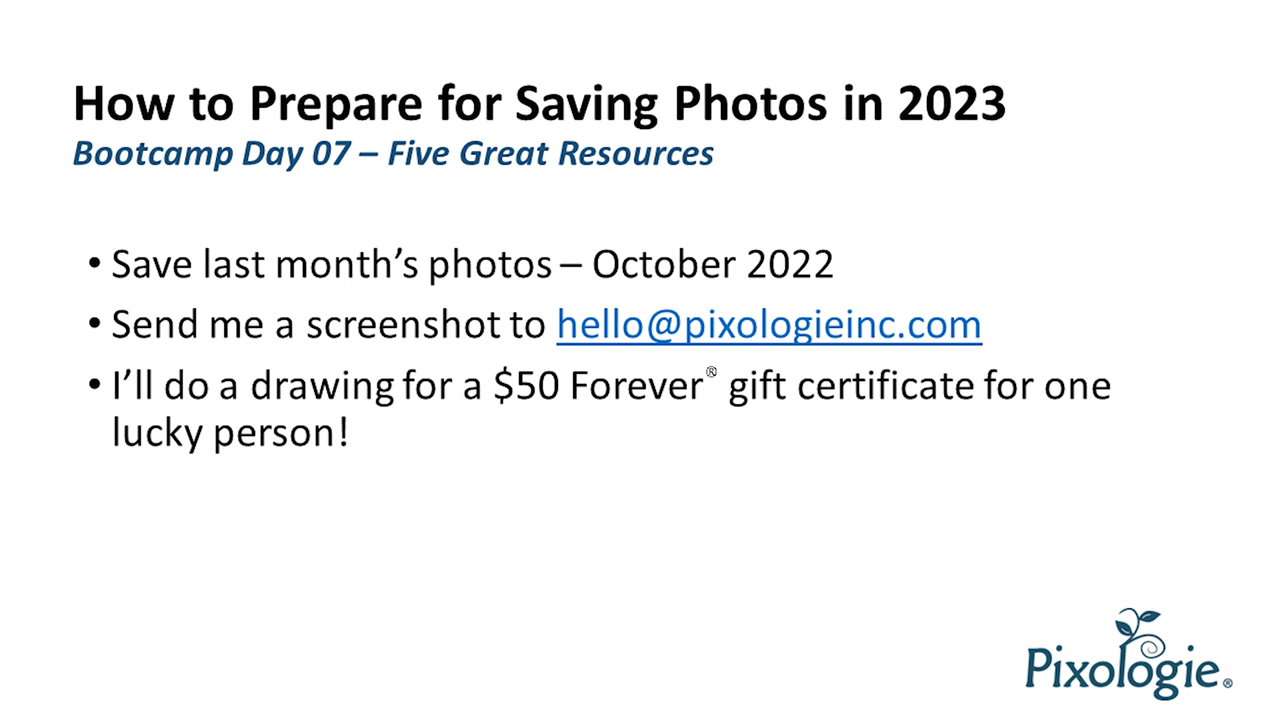 How to Prepare for Saving Photos in 2023
Bootcamp Day 07 – Five Great Resources
• Save last month’s photos – October 2022
• Send me a screenshot to hello@pixologieinc.com
• I’ll do a drawing for a $50 Forever® gift certificate for one
lucky person!
Pixologie®